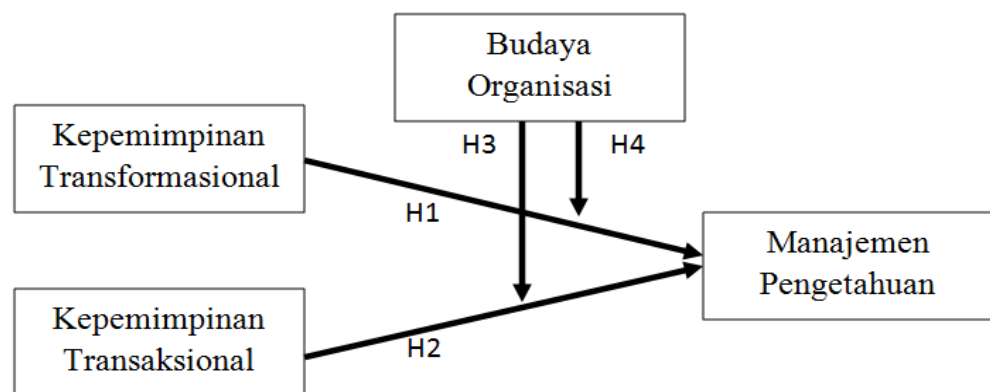 Budaya
Organisasi
Kepemimpinan
Transformasional
H3
H4
H1
Manajemen
Pengetahuan
Kepemimpinan
Transaksional
H2